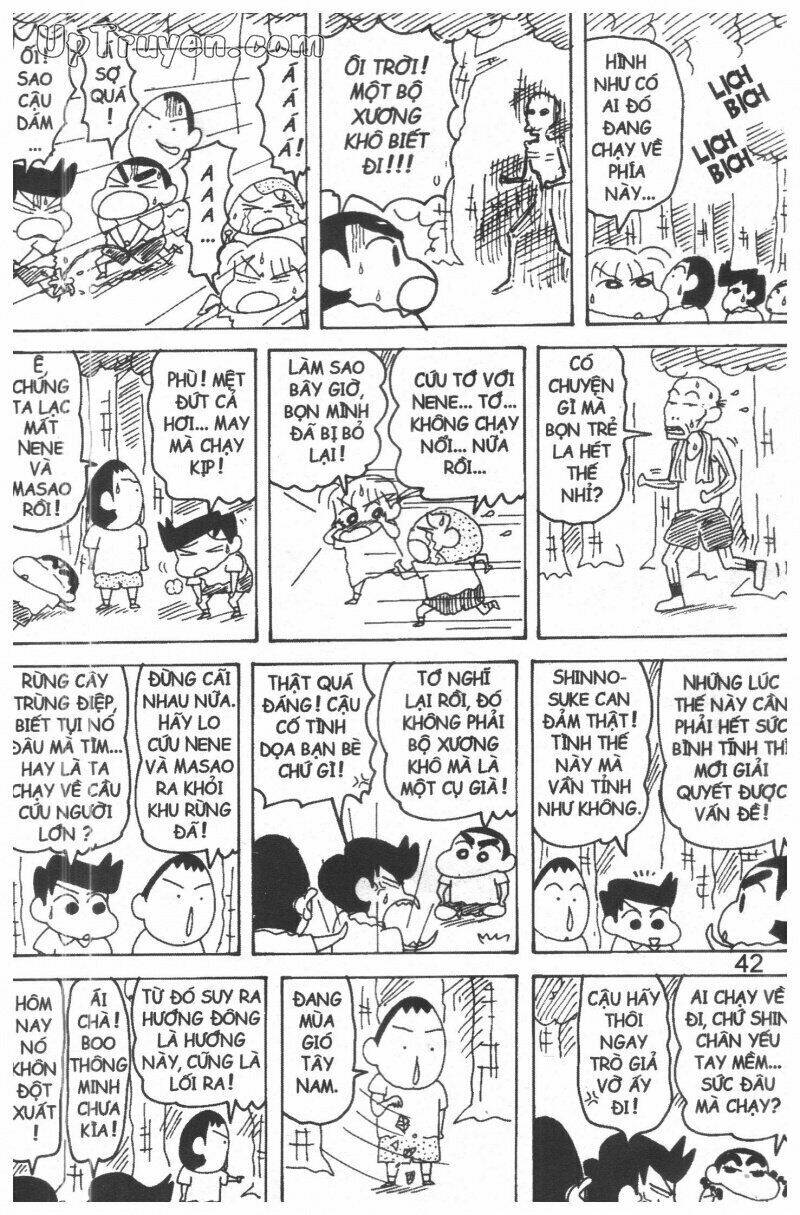 UpTruyen.com
HÌNH
NHƯ CÓ
AI ĐÓ
ĐANG
CHẠY VỀ
PHÍA
NÀY...
LỊCH
BỊCH
LỊCH
BỊCH
ÔI TRỜI!
MỘT BỘ
XƯƠNG
KHÔ BIẾT
ĐI!!!
Á
Á
Á
Á
!
A
A
A
...
SỢ
QUÁ
!
ỐI!
SAO
CẬU
DÁM
...
CÓ
CHUYỆN
GÌ MÀ
BỌN TRẺ
LA HÉT
THẾ
NHỈ?
CỨU TỚ VỚI
NENE... TỚ...
KHÔNG CHẠY
NỔI... NỮA
RỒI...
LÀM SAO
BÂY GIỜ,
BỌN MÌNH
ĐÃ BỊ BỎ
LẠI!
PHÙ! MỆT
ĐỨT CẢ
HƠI... MAY
MÀ CHẠY
KỊP!
Ê,
CHÚNG
TA LẠC
MẤT
NENE
VÀ
MASAO
RỒI!
NHỮNG LÚC
THẾ NÀY CẦN
PHẢI HẾT SỨC
BÌNH TĨNH THÌ
MỚI GIẢI
QUYẾT ĐƯỢC
VẤN ĐỀ!
SHINNO-
SUKE CAN
ĐẢM THẬT!
TÌNH THẾ
NÀY MÀ
VẪN TỈNH
NHƯ KHÔNG.
TỚ NGHĨ
LẠI RỒI, ĐÓ
KHÔNG PHẢI
BỘ XƯƠNG
KHÔ MÀ LÀ
MỘT CỤ GIÀ!
THẬT QUÁ
ĐÁNG! CẬU
CỐ TÌNH
DỌA BẠN BÈ
CHỨ GÌ!
ĐỪNG CÃI
NHAU NỮA.
HÃY LO
CỨU NENE
VÀ MASAO
RA KHỎI
KHU RỪNG
ĐÃ!
RỪNG CÂY
TRÙNG ĐIỆP,
BIẾT TỤI NÓ
ĐÂU MÀ TÌM...
HAY LÀ TA
CHẠY VỀ CẦU
CỨU NGƯỜI
LỚN ?
42
AI CHẠY VỀ
ĐI, CHỨ SHIN
CHÂN YẾU
TAY MỀM...
SỨC ĐÂU
MÀ CHẠY?
CẬU HÃY
THÔI
NGAY
TRÒ GIẢ
VỜ ẤY
ĐI!
ĐANG
MÙA
GIÓ
TÂY
NAM.
TỪ ĐÓ SUY RA
HƯỚNG ĐÔNG
LÀ HƯỚNG
NÀY, CŨNG LÀ
LỐI RA!
ÁI
CHÀ!
BOO
THÔNG
MINH
CHƯA
KÌA!
HÔM
NAY
NÓ
KHÔN
ĐỘT
XUẤT
!